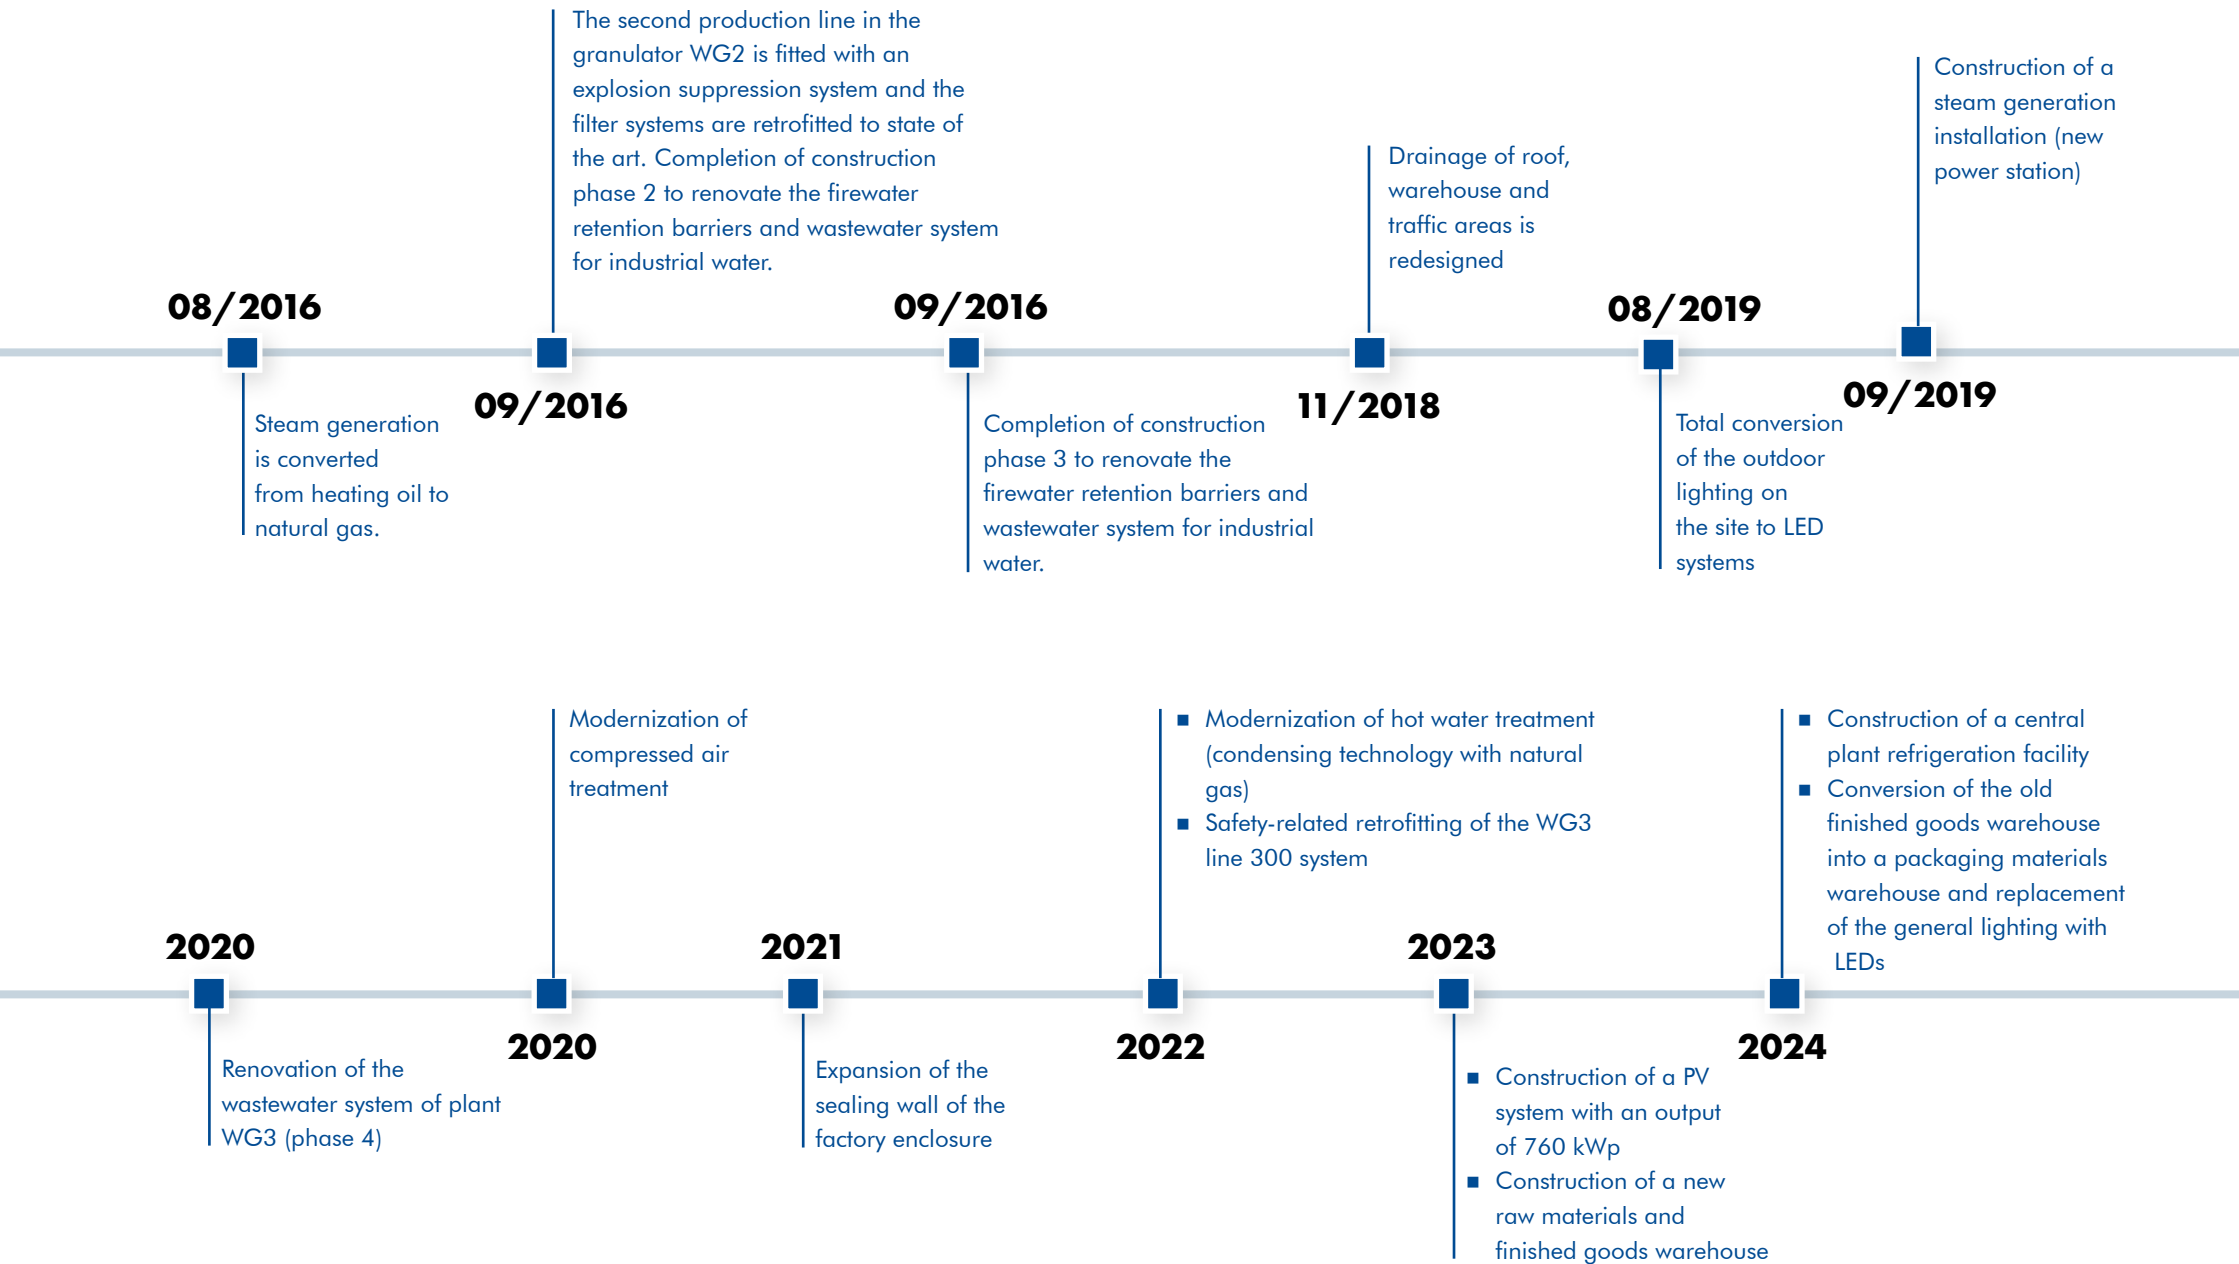 08/2016
Steam generation
is converted
from heating oil to
natural gas.
The second production line in the
granulator WG2 is fitted with an
explosion suppression system and the
filter systems are retrofitted to state of
the art. Completion of construction
phase 2 to renovate the firewater
retention barriers and wastewater system
for industrial water.
09/2016
09/2016
Completion of construction
phase 3 to renovate the
firewater retention barriers and
wastewater system for industrial
water.
Drainage of roof,
warehouse and
traffic areas is
redesigned
11/2018
08/2019
Total conversion
of the outdoor
lighting on
the site to LED
systems
Construction of a
steam generation
installation (new
power station)
09/2019
2020
Renovation of the
wastewater system of plant
WG3 (phase 4)
Modernization of
compressed air
treatment
2020
2021
Expansion of the
sealing wall of the
factory enclosure
■ Modernization of hot water treatment
(condensing technology with natural
gas)
■ Safety-related retrofitting of the WG3
line 300 system
2022
2023
■ Construction of a PV
system with an output
of 760 kWp
■ Construction of a new
raw materials and
finished goods warehouse
■ Construction of a central
plant refrigeration facility
■ Conversion of the old
finished goods warehouse
into a packaging materials
warehouse and replacement
of the general lighting with
LEDs
2024